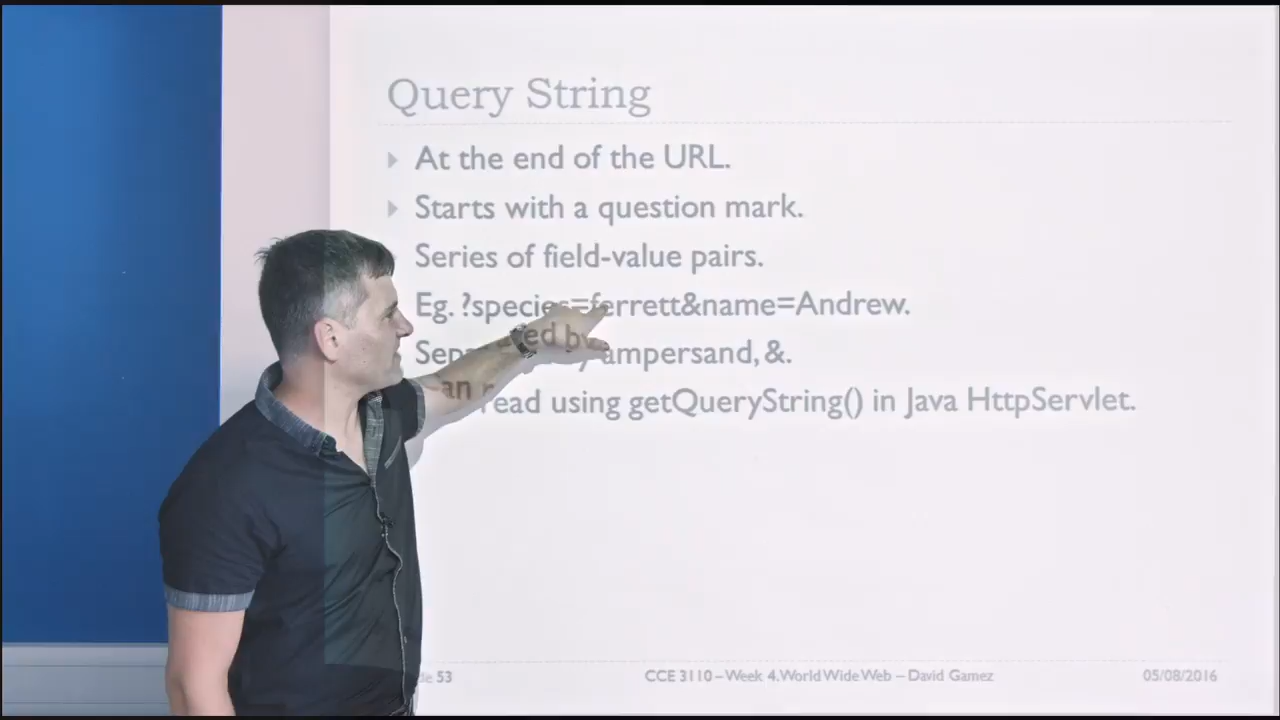 Query String
At the end of the URL.
Starts with a question mark.
Series of field-value pairs.
Eg. ?species=ferrett&name=Andrew.
Separated by ampersand, &.
read using getQueryString() in Java HttpServlet.
53 CCE 3110 – Week 4. World Wide Web – David Gamez 05/08/2016